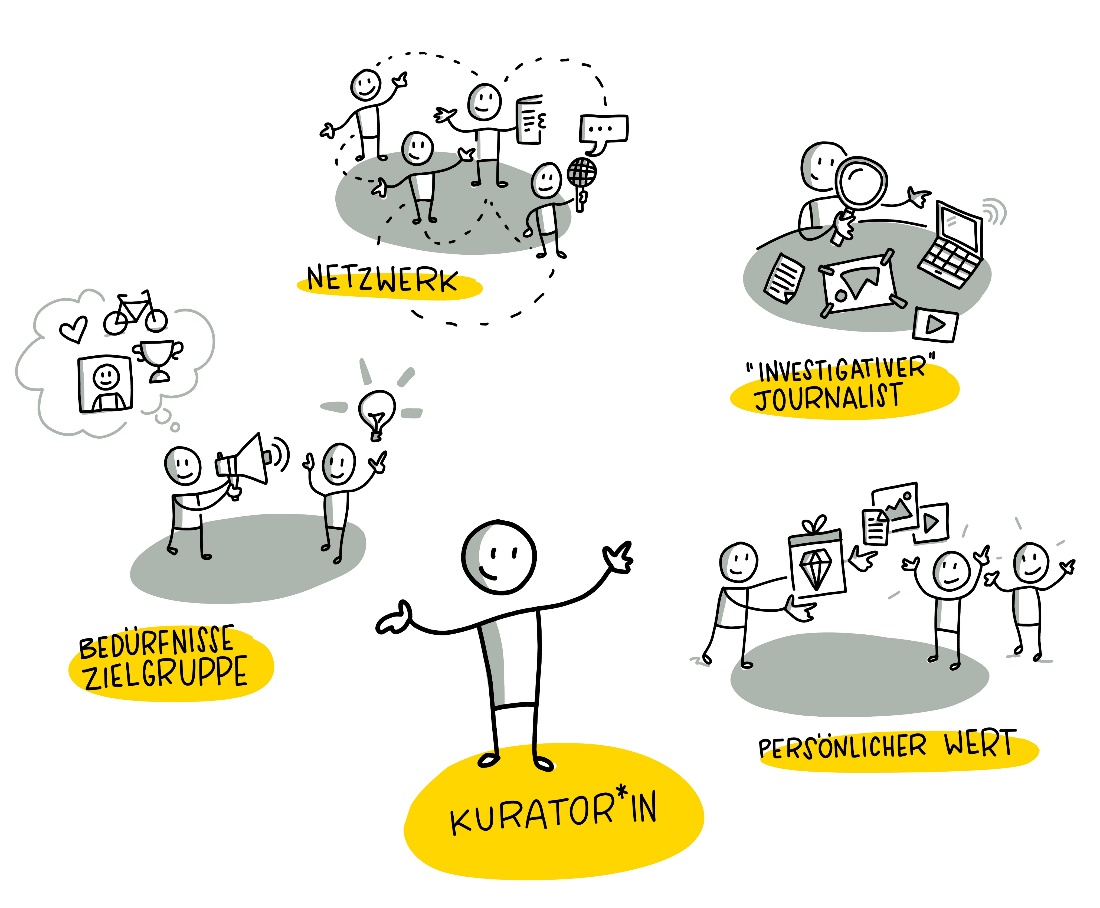 NETZWERK
"INVESTIGATIVER"
JOURNALIST
BEDÜRFNISSE
ZIELGRUPPE
PERSÖNLICHER WERT
KURATOR*IN